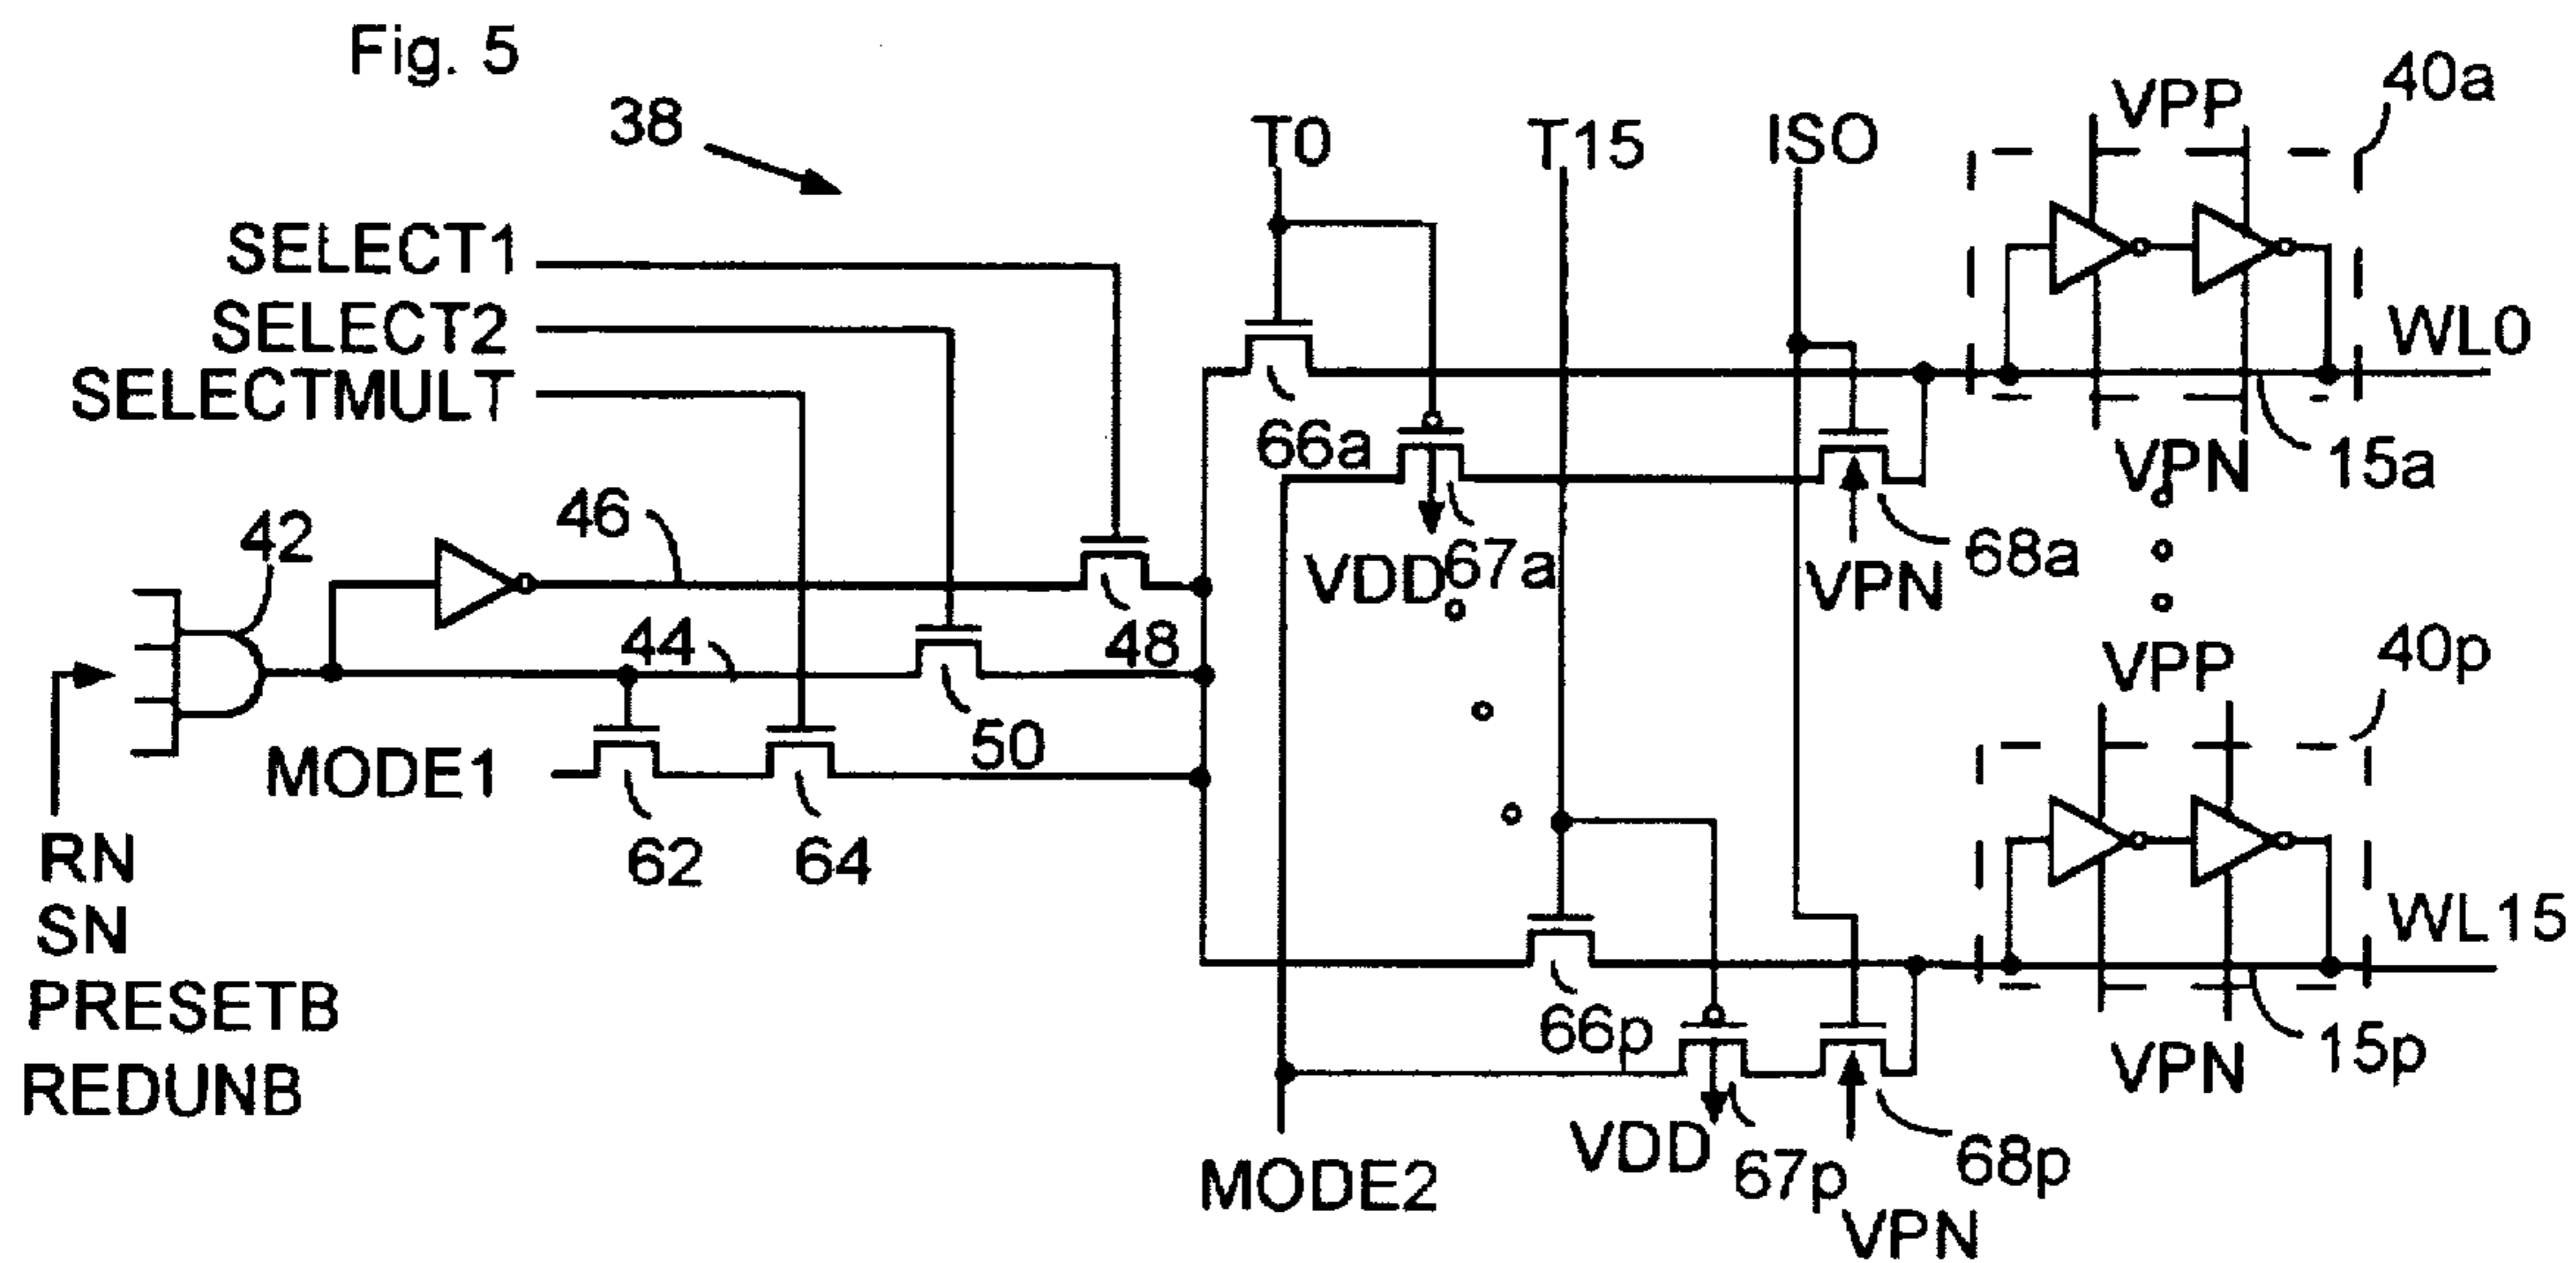 Fig. 5
38
T0
T15
ISO
VPP
40a
SELECT1
SELECT2
SELECTMULT
WL0
66a
VPN
15a
42
46
VDD
67a
VPN
68a
44
48
50
VPP
40p
MODE1
62
64
WL15
RN
SN
PRESETB
REDUNB
66p
VPN
15p
MODE2
VDD
67p
68p
VPN